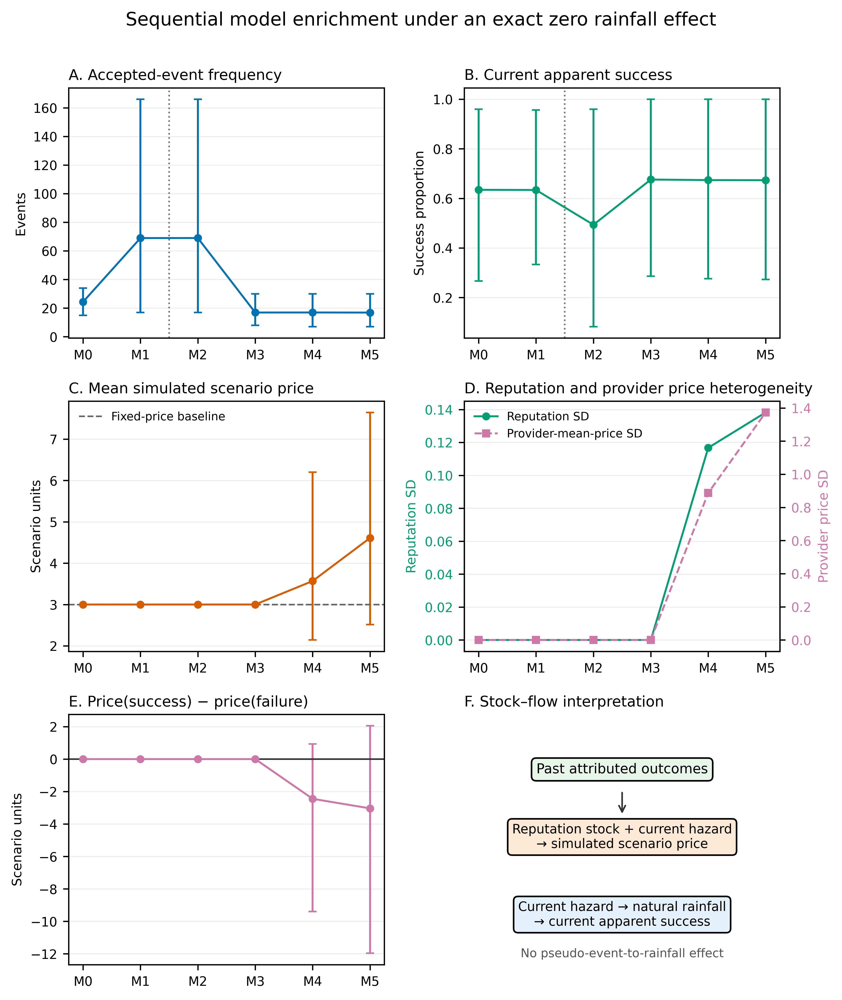 Sequential model enrichment under an exact zero rainfall effect
A. Accepted-event frequency
Events
160
140
120
100
80
60
40
20
0
M0 M1 M2 M3 M4 M5
B. Current apparent success
Success proportion
1.0
0.8
0.6
0.4
0.2
M0 M1 M2 M3 M4 M5
C. Mean simulated scenario price
Fixed-price baseline
Scenario units
7
6
5
4
3
2
M0 M1 M2 M3 M4 M5
D. Reputation and provider price heterogeneity
Reputation SD
Provider-mean-price SD
Reputation SD
0.14
0.12
0.10
0.08
0.06
0.04
0.02
0.00
1.4
1.2
1.0
0.8
0.6
0.4
0.2
0.0
Provider price SD
M0 M1 M2 M3 M4 M5
E. Price(success) − price(failure)
Scenario units
2
0
−2
−4
−6
−8
−10
−12
M0 M1 M2 M3 M4 M5
F. Stock–flow interpretation
Past attributed outcomes
Reputation stock + current hazard
→ simulated scenario price
Current hazard → natural rainfall
→ current apparent success
No pseudo-event-to-rainfall effect